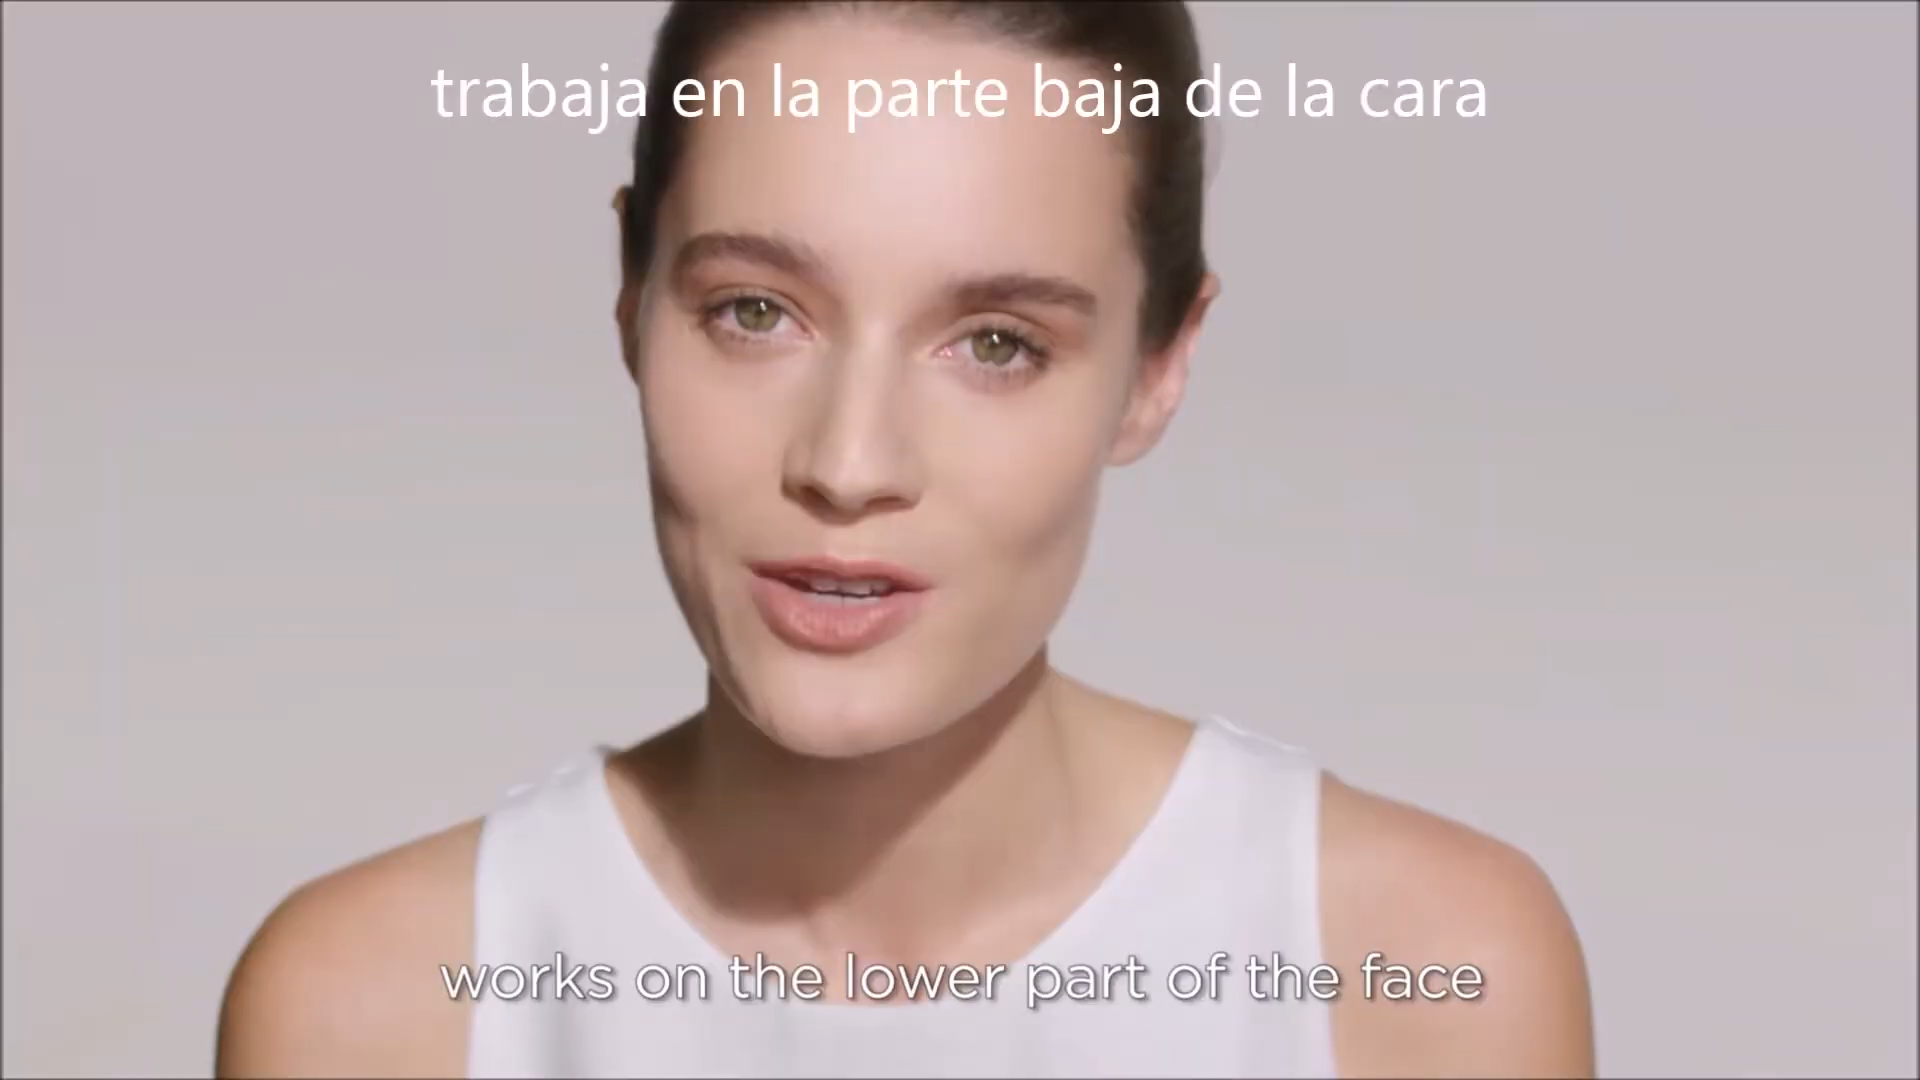 trabaja en la parte baja de la cara
works on the lower part of the face